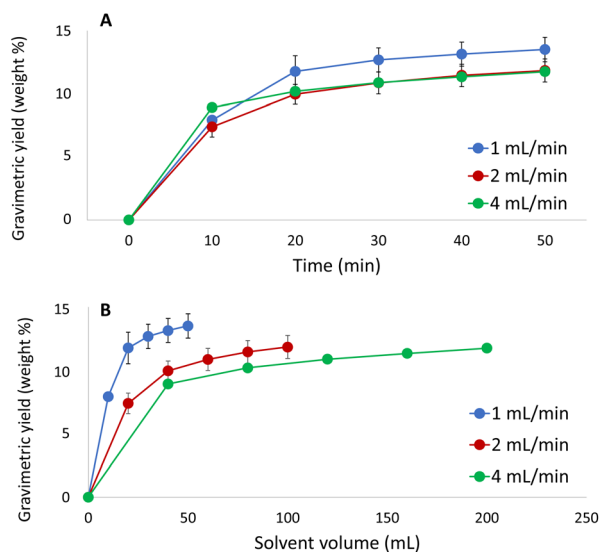 A
15
10
5
0
Gravimetric yield (weight %)
1 mL/min
2 mL/min
4 mL/min
0 10 20 30 40 50
Time (min)
B
15
10
5
0
Gravimetric yield (weight %)
1 mL/min
2 mL/min
4 mL/min
0 50 100 150 200 250
Solvent volume (mL)